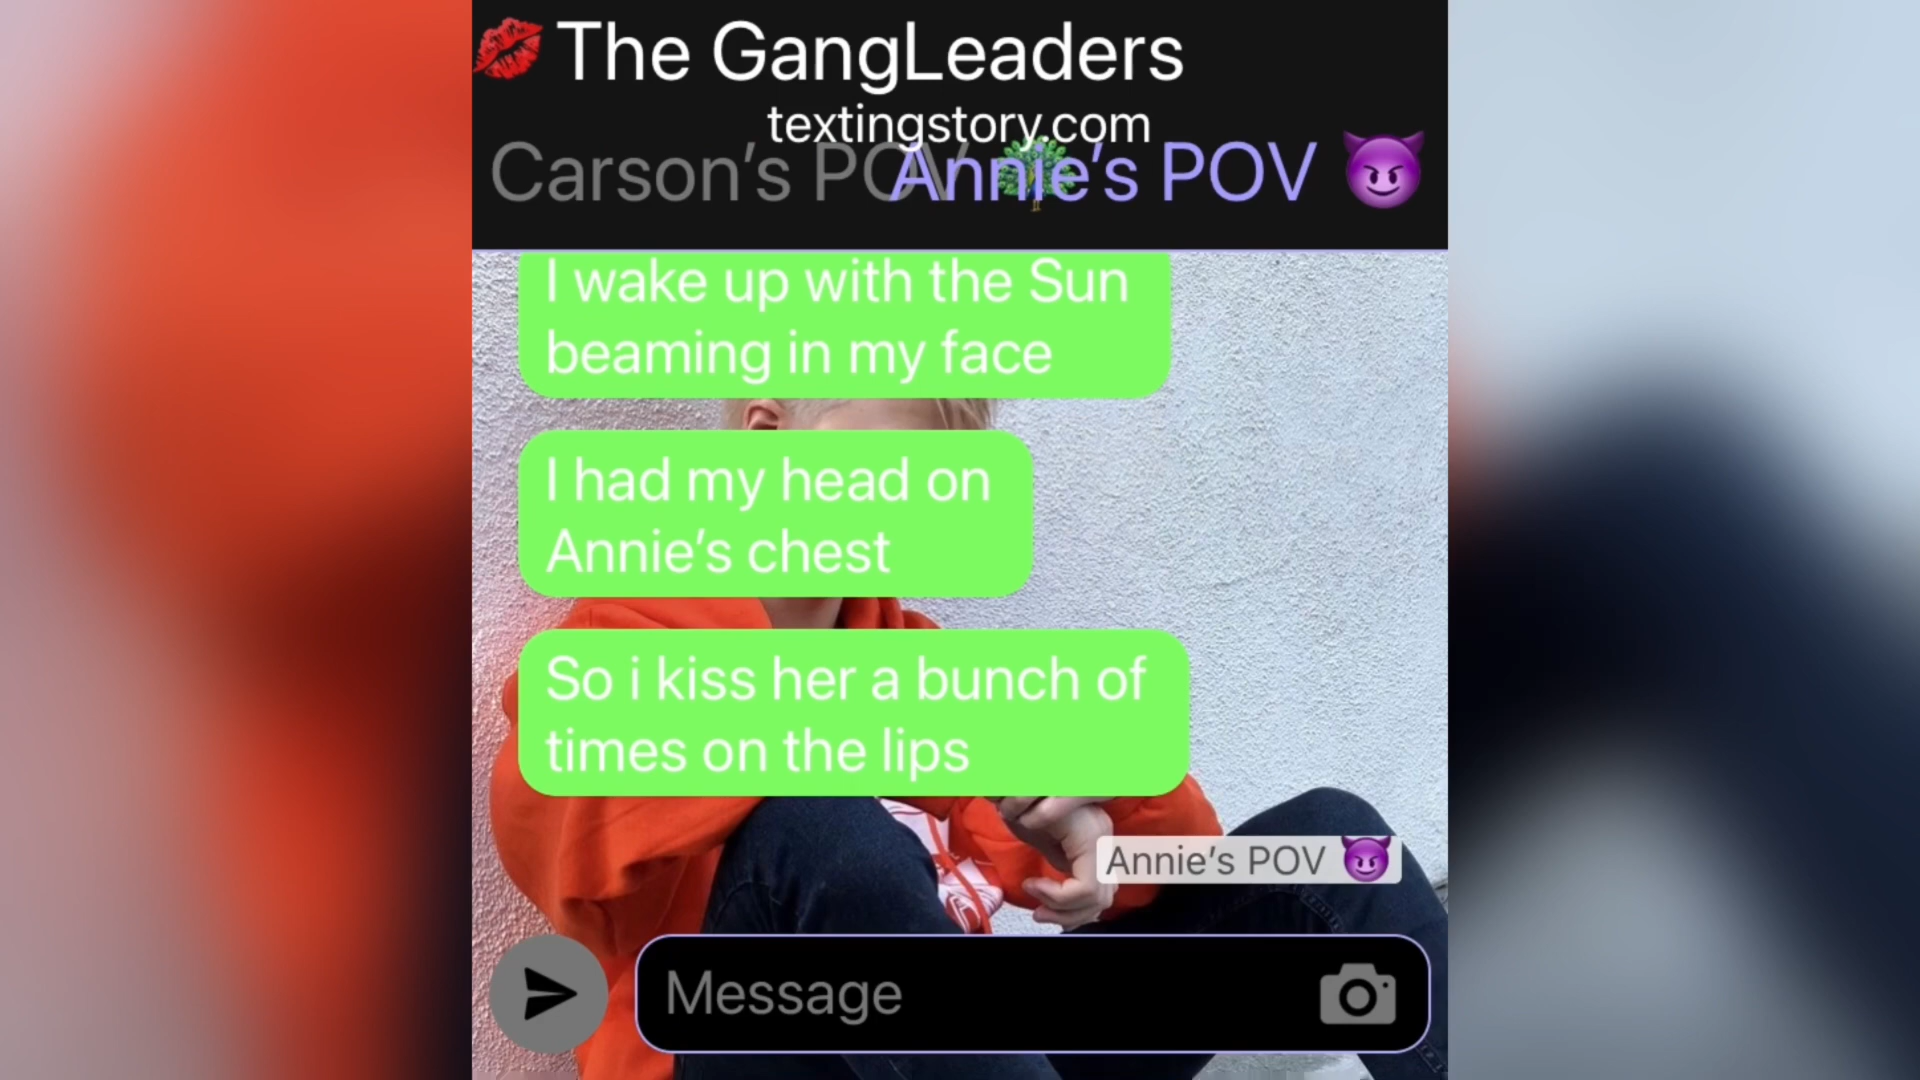 💋The GangLeaders
textingstory.com
Carson's POV 🦚
Annie's POV 😈
I wake up with the Sun
beaming in my face
I had my head on
Annie's chest
So i kiss her a bunch of
times on the lips
Annie's POV 😈
Message